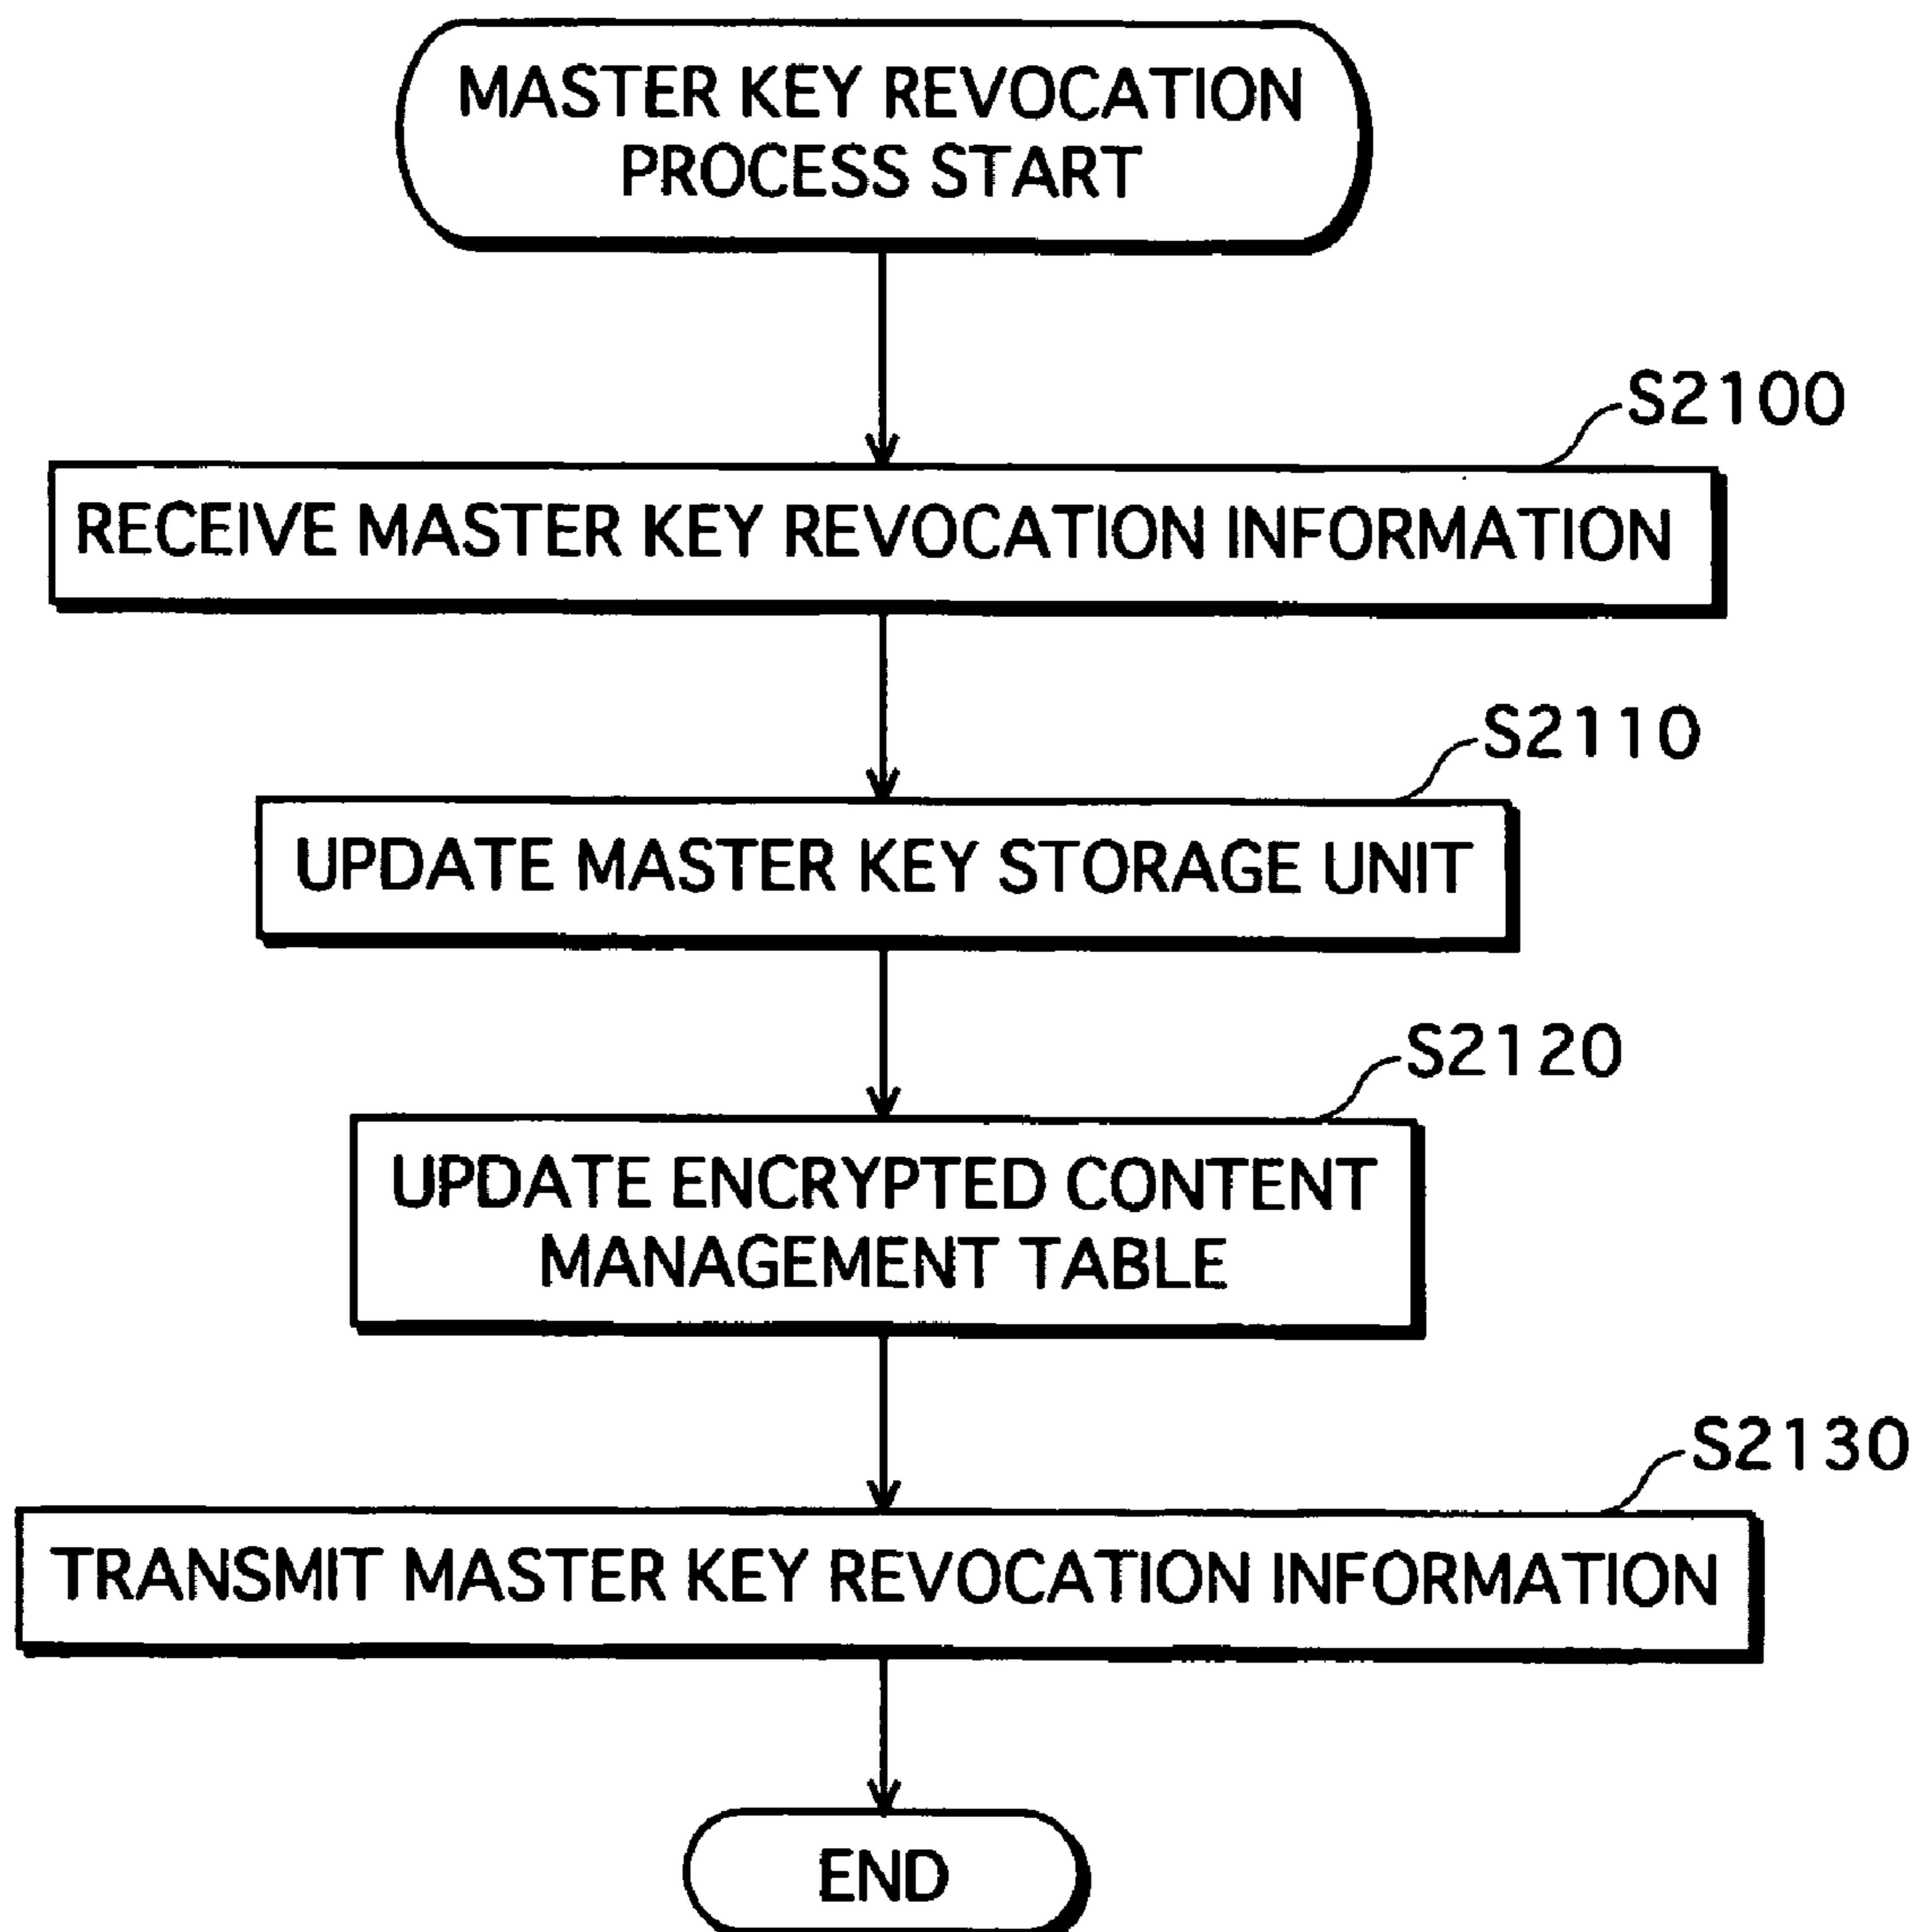 MASTER KEY REVOCATION
PROCESS START
S2100
RECEIVE MASTER KEY REVOCATION INFORMATION
S2110
UPDATE MASTER KEY STORAGE UNIT
S2120
UPDATE ENCRYPTED CONTENT
MANAGEMENT TABLE
S2130
TRANSMIT MASTER KEY REVOCATION INFORMATION
END